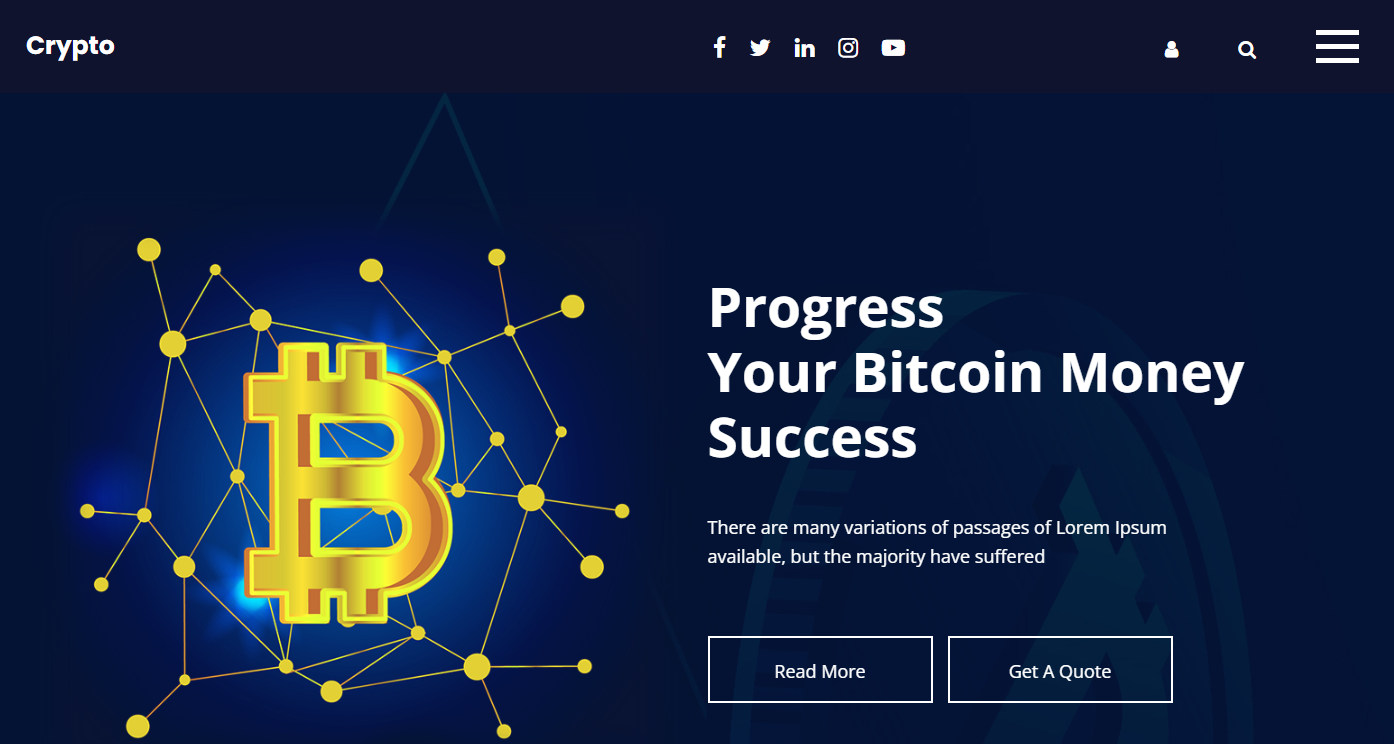 Crypto
Progress
Your Bitcoin Money
Success
There are many variations of passages of Lorem Ipsum
available, but the majority have suffered
Read More
Get A Quote